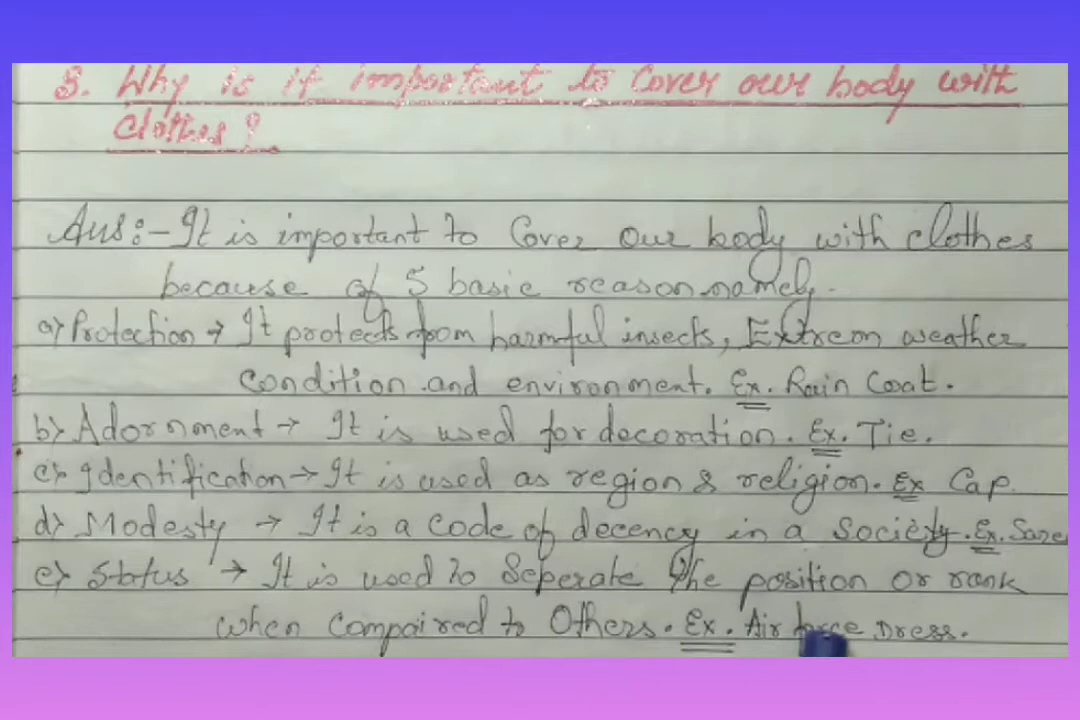 3. Why is it important to cover our body with
clothes?
Ans:- It is important to Cover our body with clothes
because of 5 basic reason namely.
a) Protection → It protects from harmful insects, Extreem weather
Condition and environment. Ex. Rain Coat.
b) Adornment → It is used for decoration. Ex. Tie.
c) Identification → It is used as region & religion. Ex Cap.
d) Modesty → It is a code of decency in a society. Ex. Saree
e) Status → It is used to Seperate the position or rank
when Compaired to Others. Ex. Air force Dress.